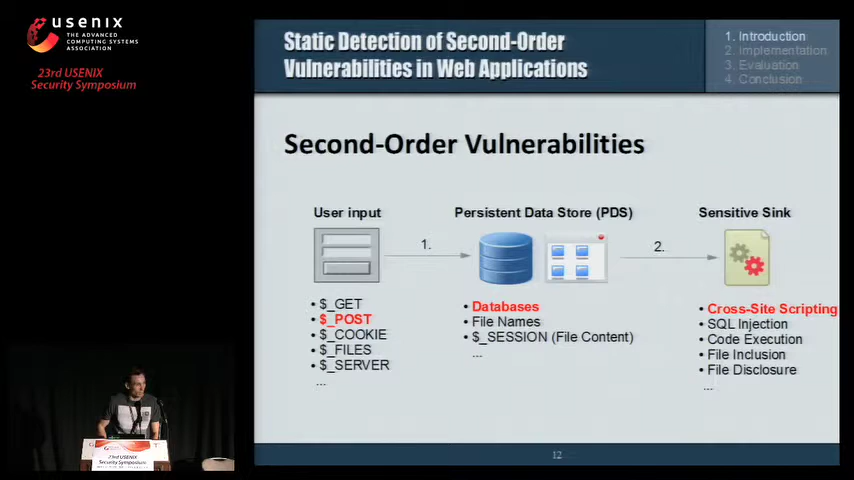 usenix
THE ADVANCED
COMPUTING SYSTEMS
ASSOCIATION
23rd USENIX
Security Symposium
Static Detection of Second-Order
Vulnerabilities in Web Applications
1. Introduction
2. Implementation
3. Evaluation
4. Conclusion
Second-Order Vulnerabilities
User input
Persistent Data Store (PDS)
Sensitive Sink
1.
2.
• $_GET
• $_POST
• $_COOKIE
• $_FILES
• $_SERVER
...
• Databases
• File Names
• $_SESSION (File Content)
...
• Cross-Site Scripting
• SQL Injection
• Code Execution
• File Inclusion
• File Disclosure
...
12
23rd USENIX
Security Symposium